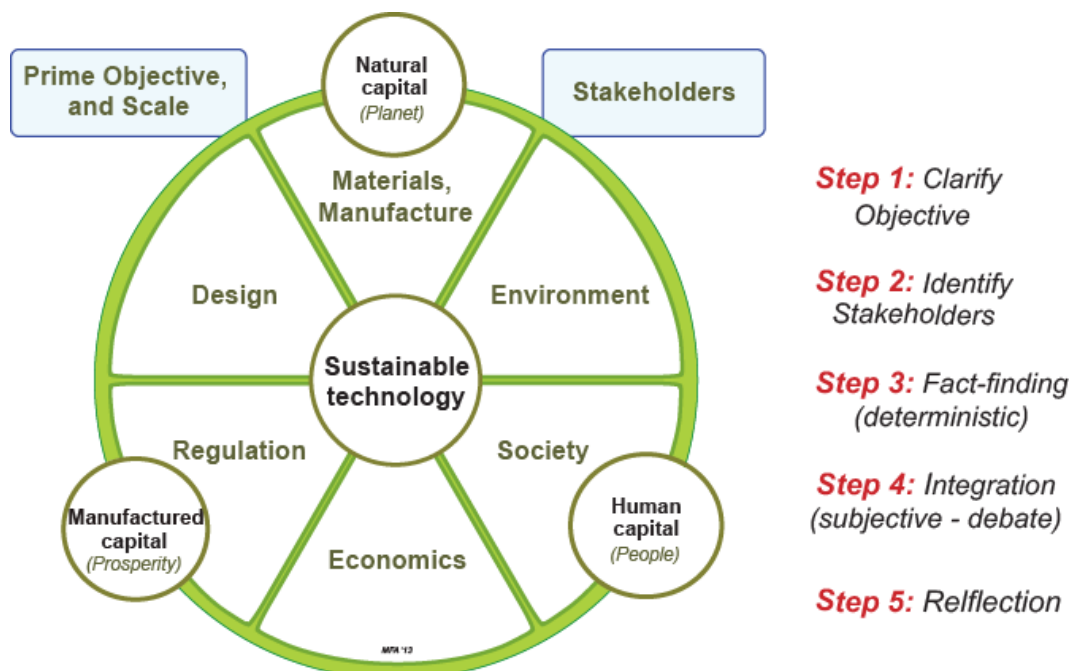 Prime Objective,
and Scale
Natural
capital
(Planet)
Stakeholders
Materials,
Manufacture
Design
Environment
Sustainable
technology
Regulation
Society
Manufactured
capital
(Prosperity)
Human
capital
(People)
Economics
MFA '13
Step 1: Clarify
Objective
Step 2: Identify
Stakeholders
Step 3: Fact-finding
(deterministic)
Step 4: Integration
(subjective - debate)
Step 5: Relflection